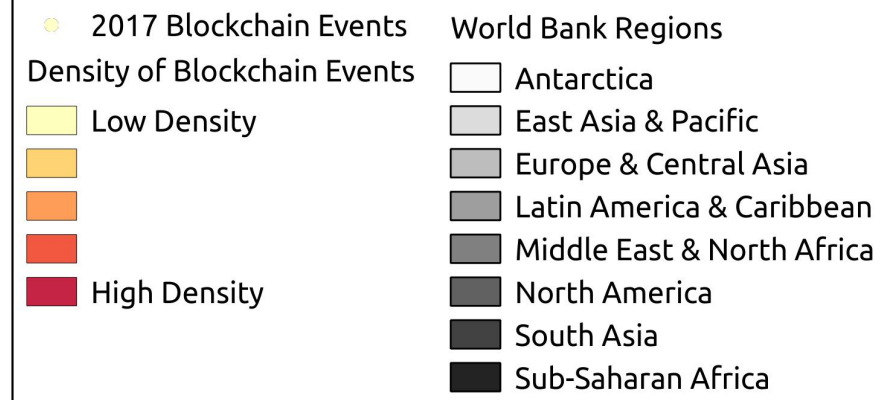 2017 Blockchain Events
Density of Blockchain Events
Low Density
High Density
World Bank Regions
Antarctica
East Asia & Pacific
Europe & Central Asia
Latin America & Caribbean
Middle East & North Africa
North America
South Asia
Sub-Saharan Africa